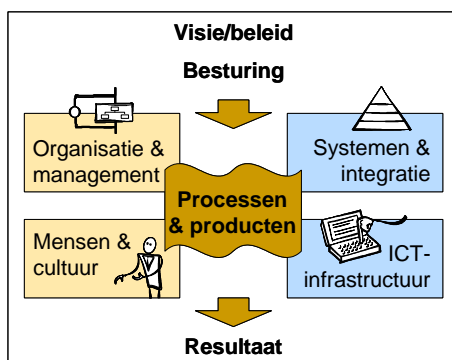 Visie/beleid
Besturing
Organisatie &
management
Systemen &
integratie
Processen
& producten
Mensen &
cultuur
ICT-
infrastructuur
Resultaat